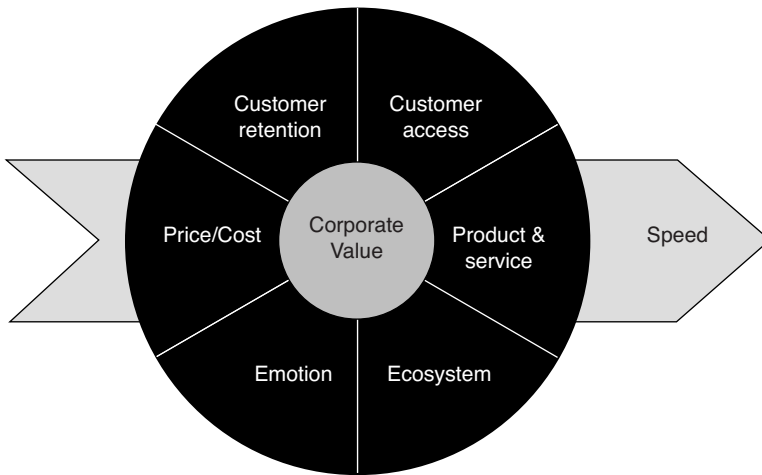 Customer
retention
Customer
access
Price/Cost
Corporate
Value
Product &
service
Speed
Emotion
Ecosystem